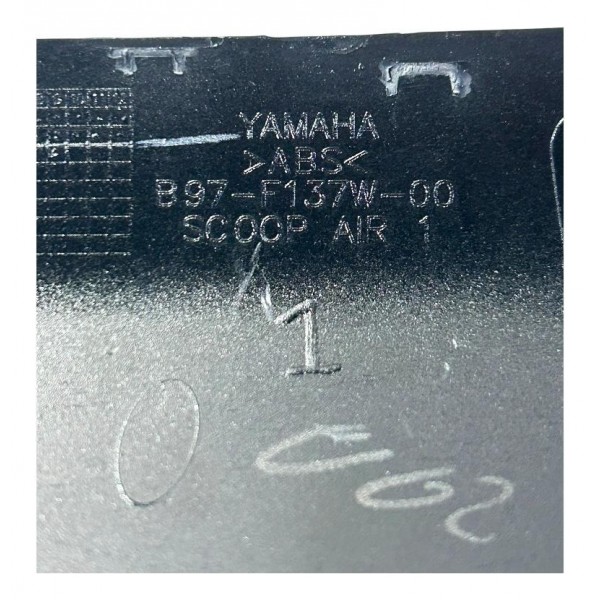 YAMAHA
>ABS<
B97-F137W-00
SCOOP AIR 1
1